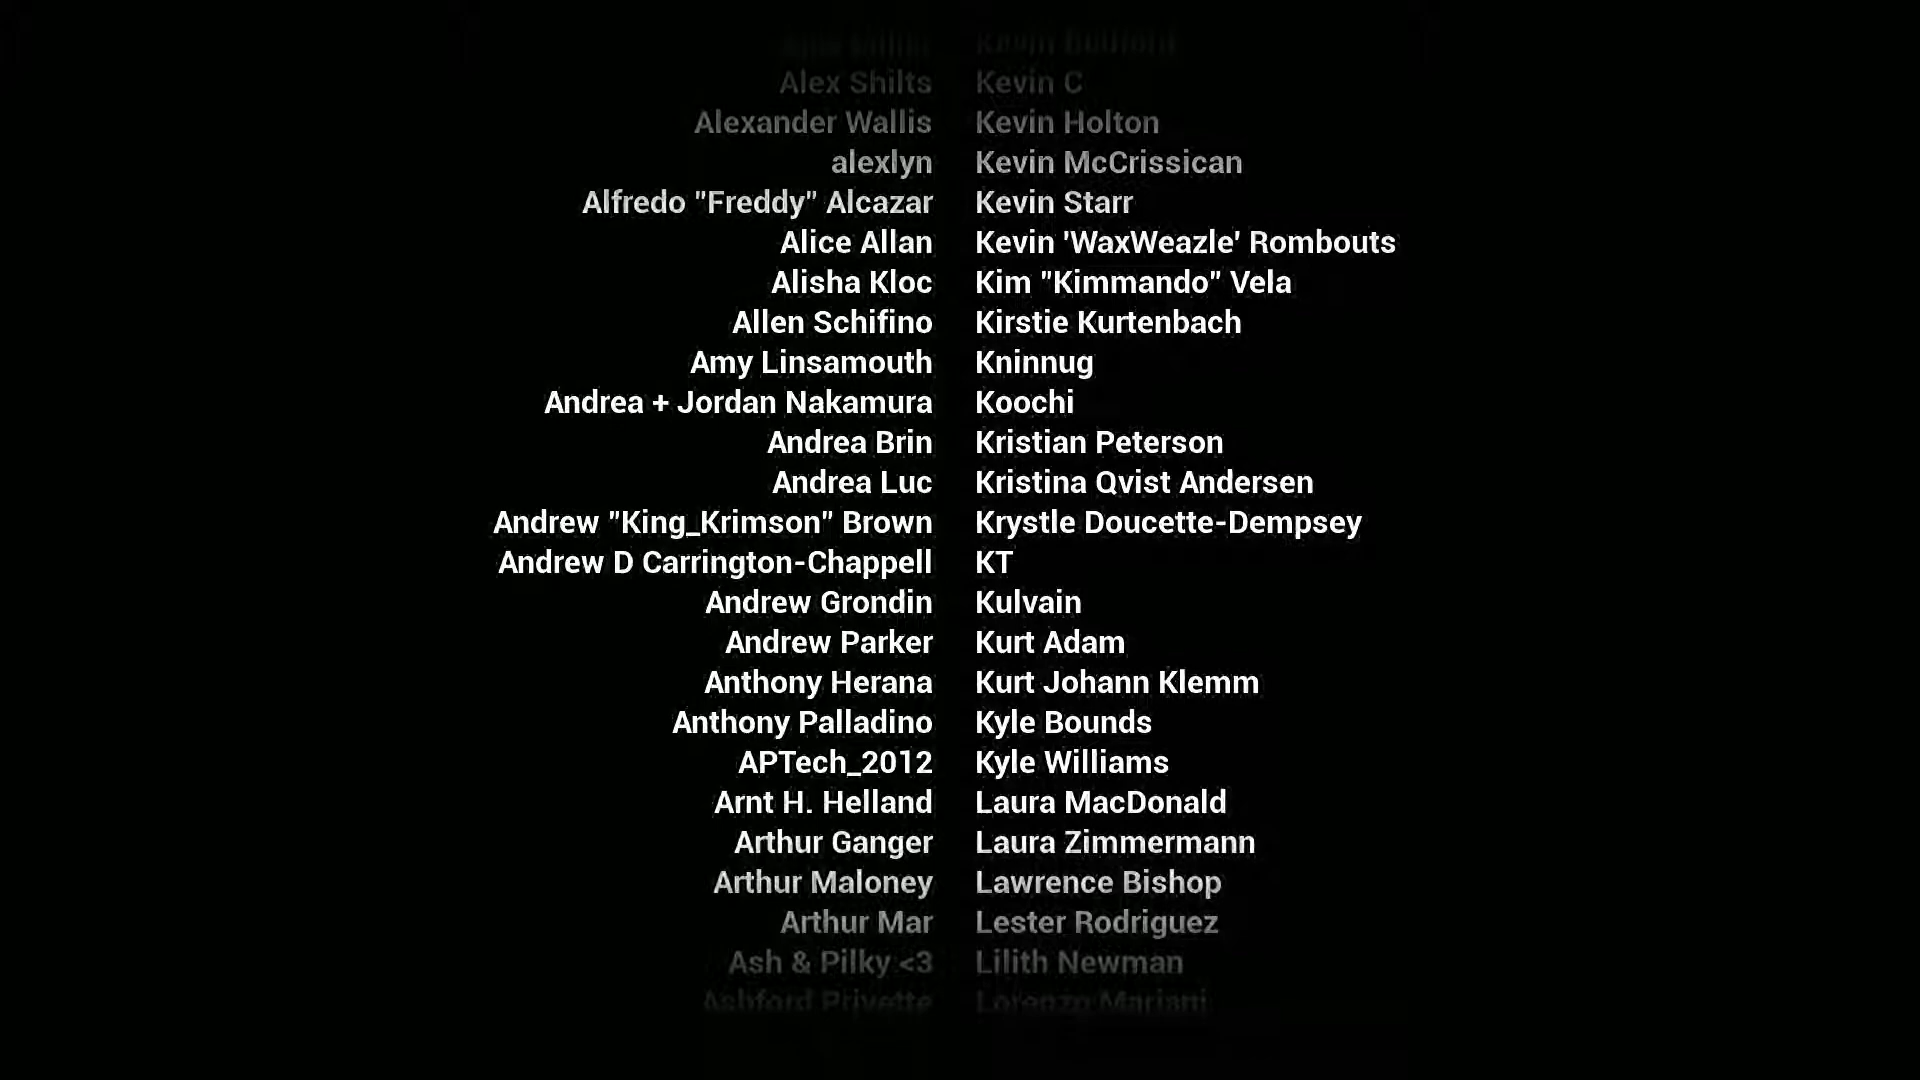 Alex Shilts Kevin C
Alexander Wallis Kevin Holton
alexlyn Kevin McCrissican
Alfredo "Freddy" Alcazar Kevin Starr
Alice Allan Kevin 'WaxWeazle' Rombouts
Alisha Kloc Kim "Kimmando" Vela
Allen Schifino Kirstie Kurtenbach
Amy Linsamouth Kninnug
Andrea + Jordan Nakamura Koochi
Andrea Brin Kristian Peterson
Andrea Luc Kristina Qvist Andersen
Andrew "King_Krimson" Brown Krystle Doucette-Dempsey
Andrew D Carrington-Chappell KT
Andrew Grondin Kulvain
Andrew Parker Kurt Adam
Anthony Herana Kurt Johann Klemm
Anthony Palladino Kyle Bounds
APTech_2012 Kyle Williams
Arnt H. Helland Laura MacDonald
Arthur Ganger Laura Zimmermann
Arthur Maloney Lawrence Bishop
Arthur Mar Lester Rodriguez
Ash & Pilky <3 Lilith Newman
Ashford Privette Lorenzo Mariani